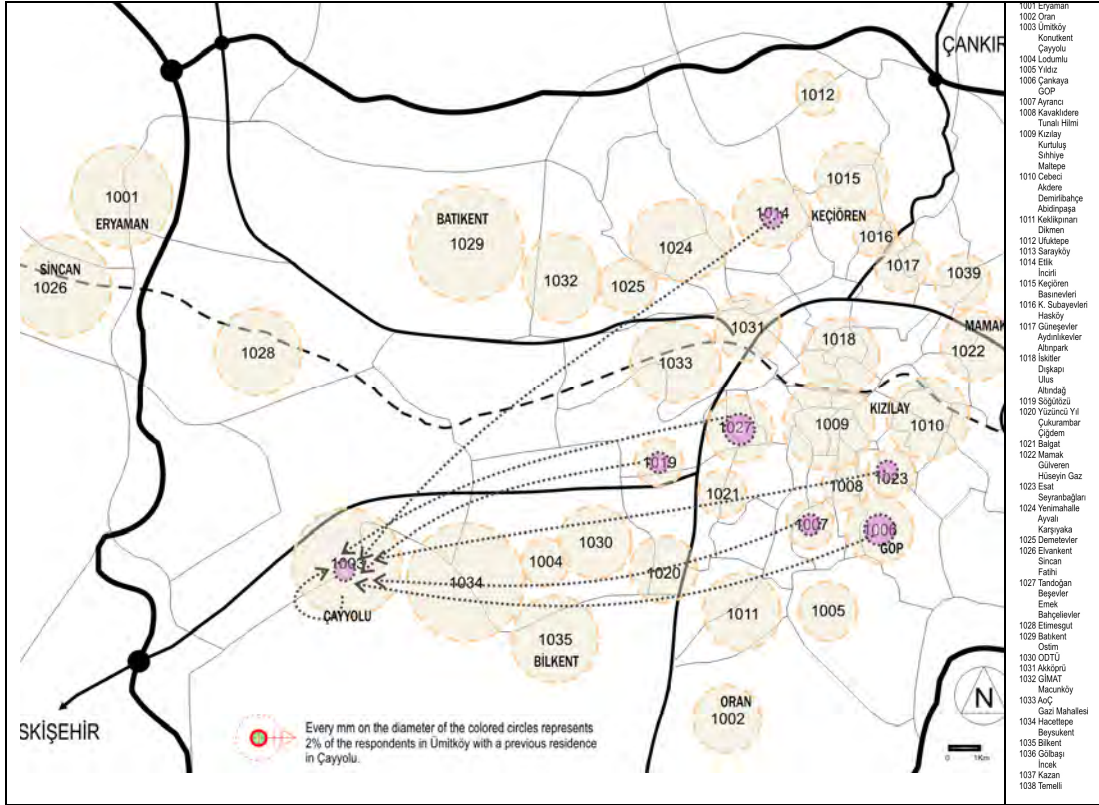 ÇANKIR
1012
1015
1001
ERYAMAN
BATIKENT
1029
1014
KEÇİÖREN
1024
1016
1017
1039
SİNCAN
1026
1032
1025
1031
MAMAK
1018
1022
1028
1033
KIZILAY
1027
1009
1010
1019
1023
1021
1008
1007
1006
GOP
1003
1034
1004
1030
1020
ÇAYYOLU
1011
1005
1035
BİLKENT
ORAN
1002
N
SKİŞEHİR
1Km
0
Every mm on the diameter of the colored circles represents
2% of the respondents in Ümitköy with a previous residence
in Çayyolu.
1001 Eryaman
1002 Oran
1003 Ümitköy
Konutkent
Çayyolu
1004 Lodumlu
1005 Yıldız
1006 Çankaya
GOP
1007 Ayrancı
1008 Kavaklıdere
Tunalı Hilmi
1009 Kızılay
Kurtuluş
Sıhhiye
Maltepe
1010 Cebeci
Akdere
Demirlibahçe
Abidinpaşa
1011 Keklikpınarı
Dikmen
1012 Ufuktepe
1013 Sarayköy
1014 Etlik
İncirli
1015 Keçiören
Basınevleri
1016 K. Subayevleri
Hasköy
1017 Güneşevler
Aydınlıkevler
Altınpark
1018 İskitler
Dışkapı
Ulus
Altındağ
1019 Söğütözü
1020 Yüzüncü Yıl
Çukurambar
Çiğdem
1021 Balgat
1022 Mamak
Gülveren
Hüseyin Gaz
1023 Esat
Seyranbağları
1024 Yenimahalle
Ayvalı
Karşıyaka
1025 Demetevler
1026 Elvankent
Sincan
Fatihi
1027 Tandoğan
Beşevler
Emek
Bahçelievler
1028 Etimesgut
1029 Batıkent
Ostim
1030 ODTÜ
1031 Akköprü
1032 GİMAT
Macunköy
1033 AoÇ
Gazi Mahallesi
1034 Hacettepe
Beysukent
1035 Bilkent
1036 Gölbaşı
İncek
1037 Kazan
1038 Temelli